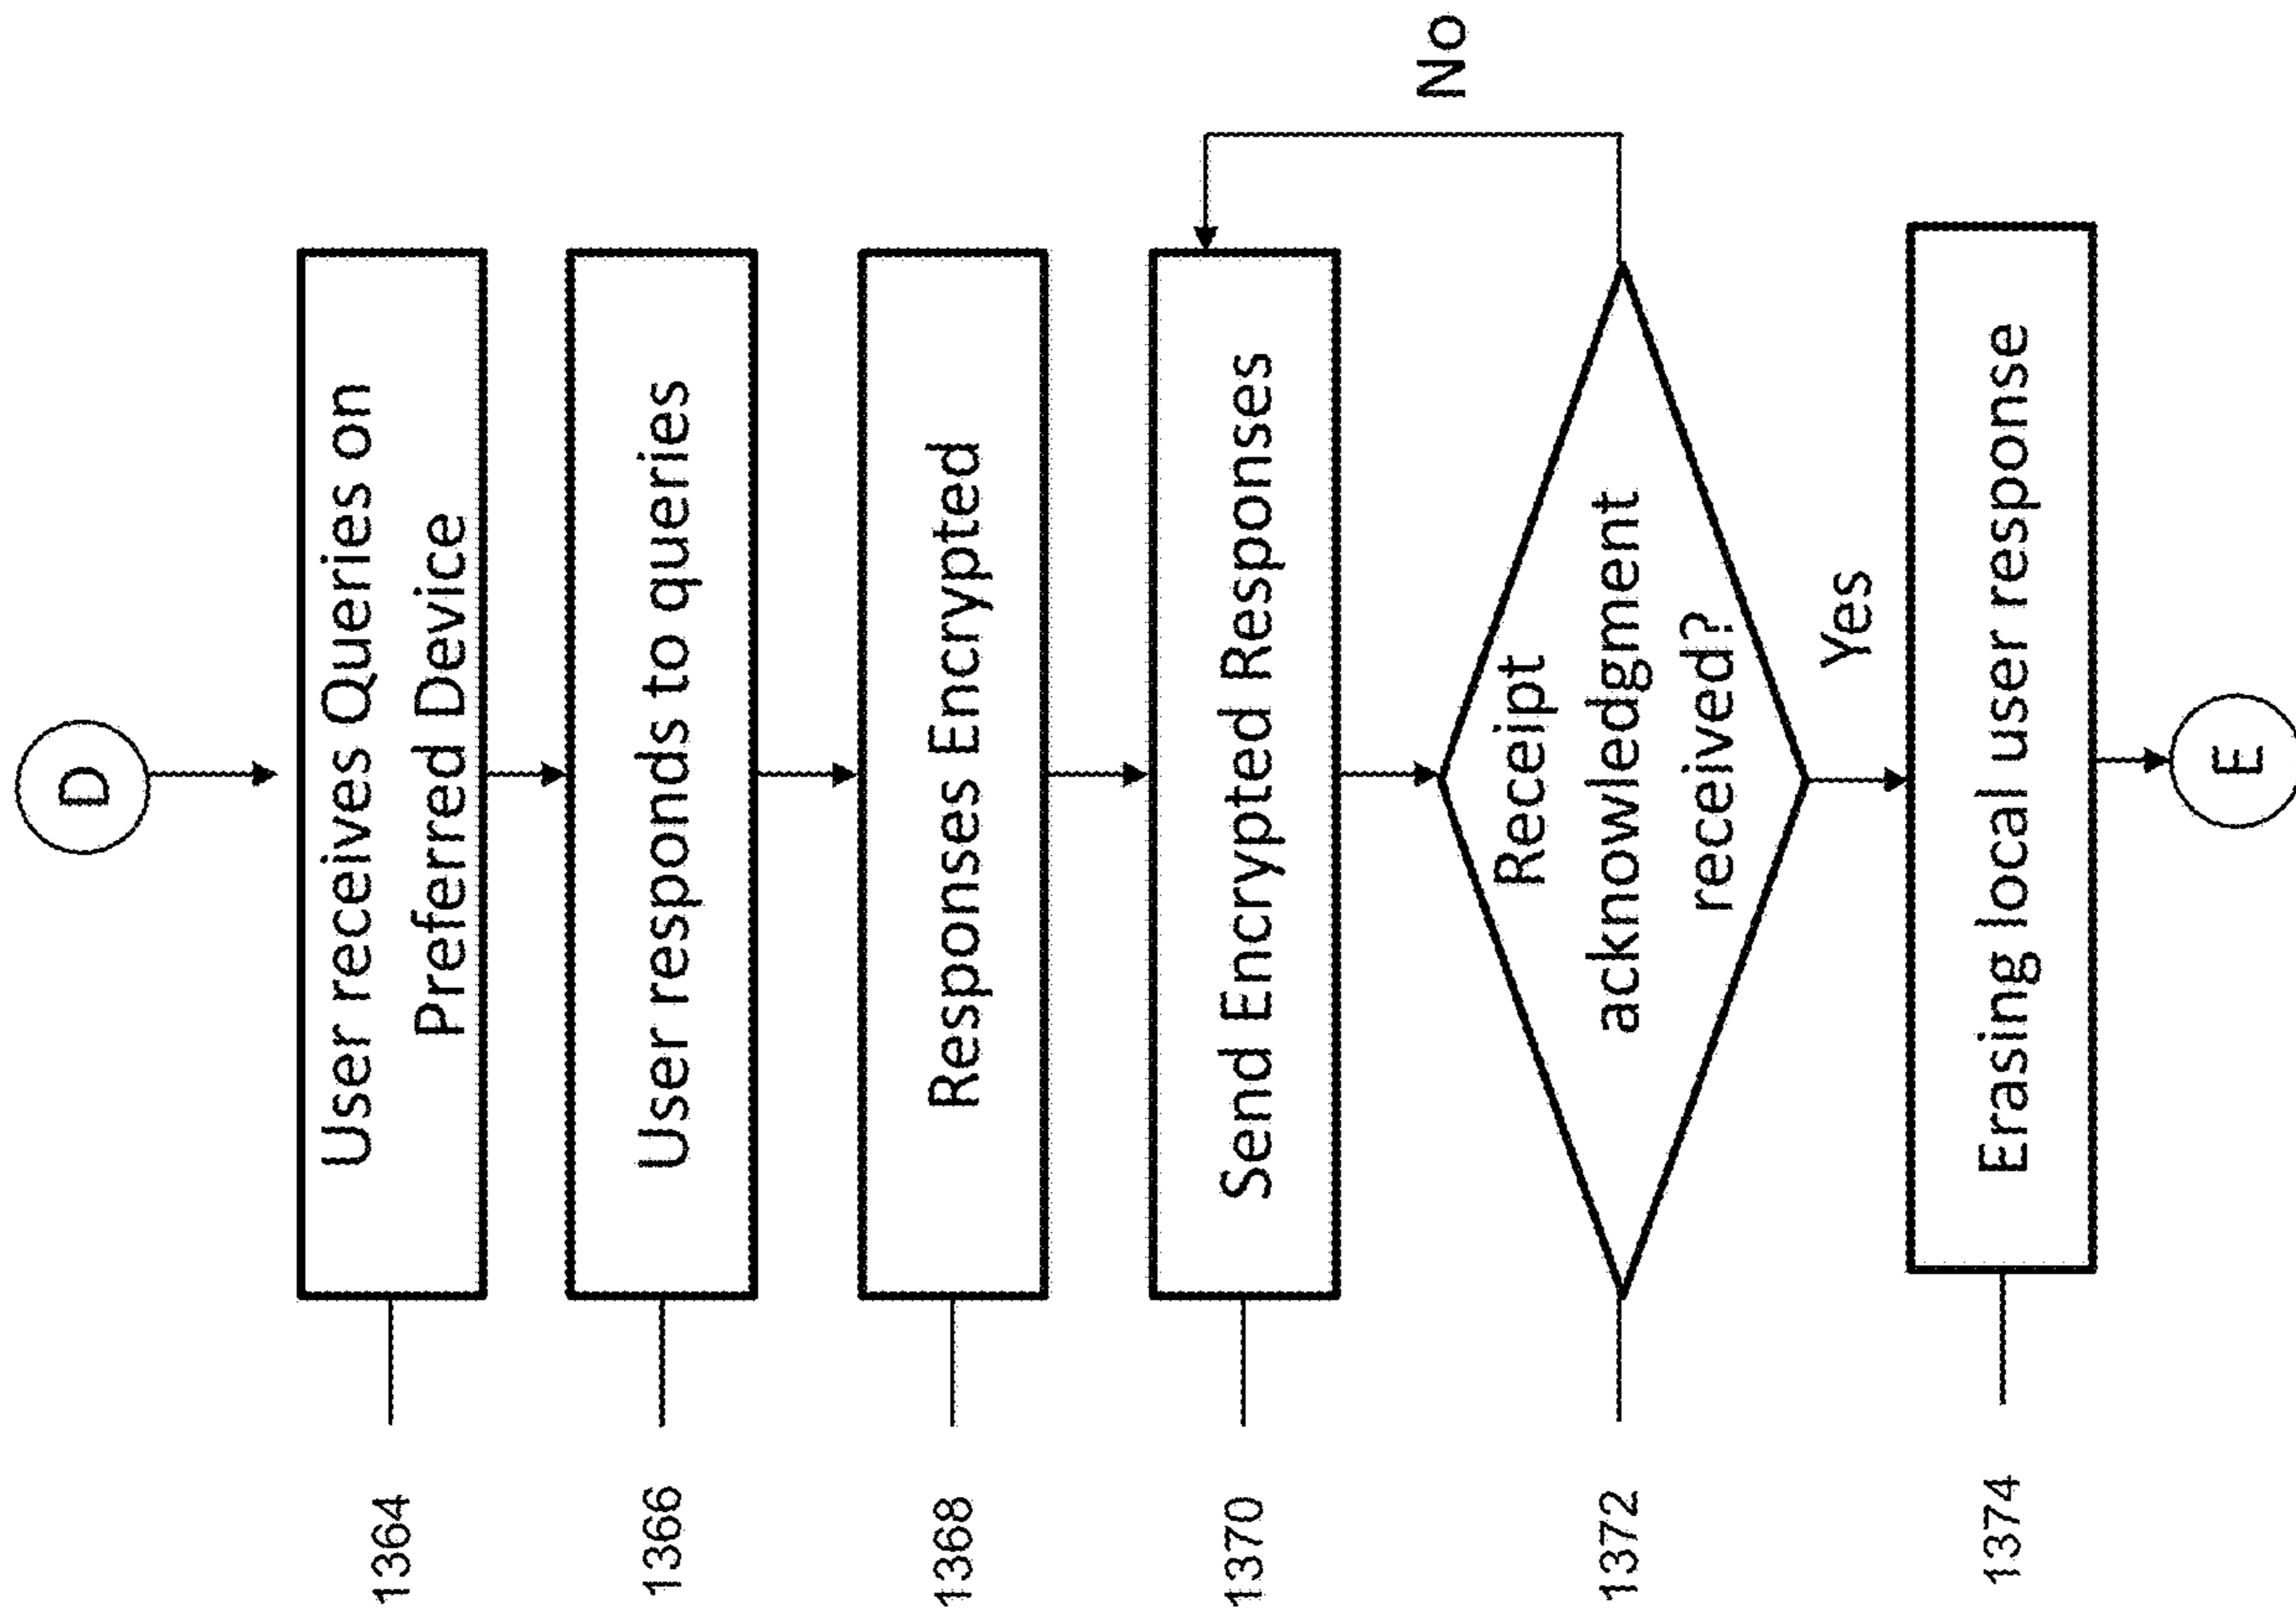 D
1364
User receives Queries on
Preferred Device
1366
User responds to queries
1368
Responses Encrypted
1370
Send Encrypted Responses
1372
Receipt
acknowledgment
received?
No
Yes
1374
Erasing local user response
E